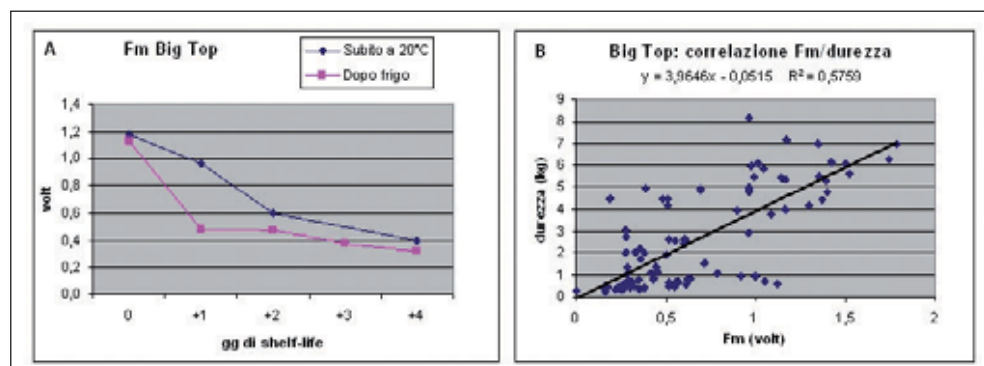 A
Fm Big Top
Subito a 20°C
Dopo frigo
volt
1,4
1,2
1,0
0,8
0,6
0,4
0,2
0,0
0 +1 +2 +3 +4
gg di shelf-life
B
Big Top: correlazione Fm/durezza
y = 3,9646x - 0,0515 R² = 0,5759
durezza (kg)
9
8
7
6
5
4
3
2
1
0
0 0,5 1 1,5 2
Fm (volt)